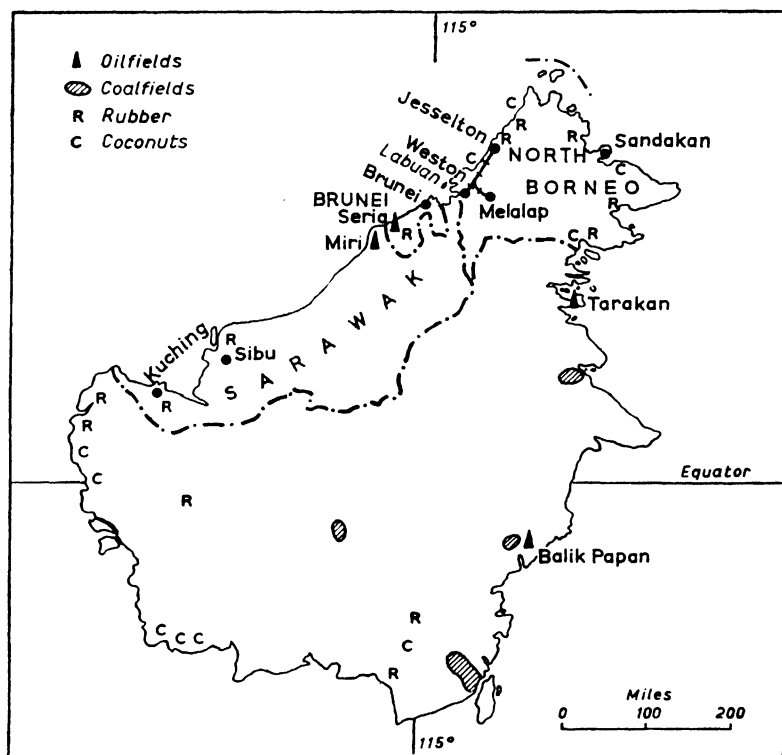 115°
Oilfields
Coalfields
R Rubber
C Coconuts
C
R
R
Jesselton
R
Sandakan
C
NORTH
Weston
Labuan
C
BORNEO
Brunei
Melalap
R
BRUNEI
Seria
R
Miri
C R
Tarakan
SARAWAK
Kuching
R
Sibu
R
R
R
C
C
Equator
R
Balik Papan
R
C C C
C
R
Miles
0 100 200
115°